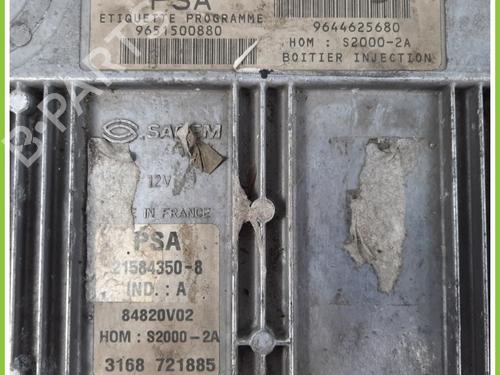 PSA
ETIQUETTE PROGRAMME
9651500880
9644625680
HOM : S2000-2A
BOITIER INJECTION
B-PARTS
SAGEM
12V
IN FRANCE
PSA
21584350-8
IND. : A
84820V02
HOM : S2000-2A
3168 721885